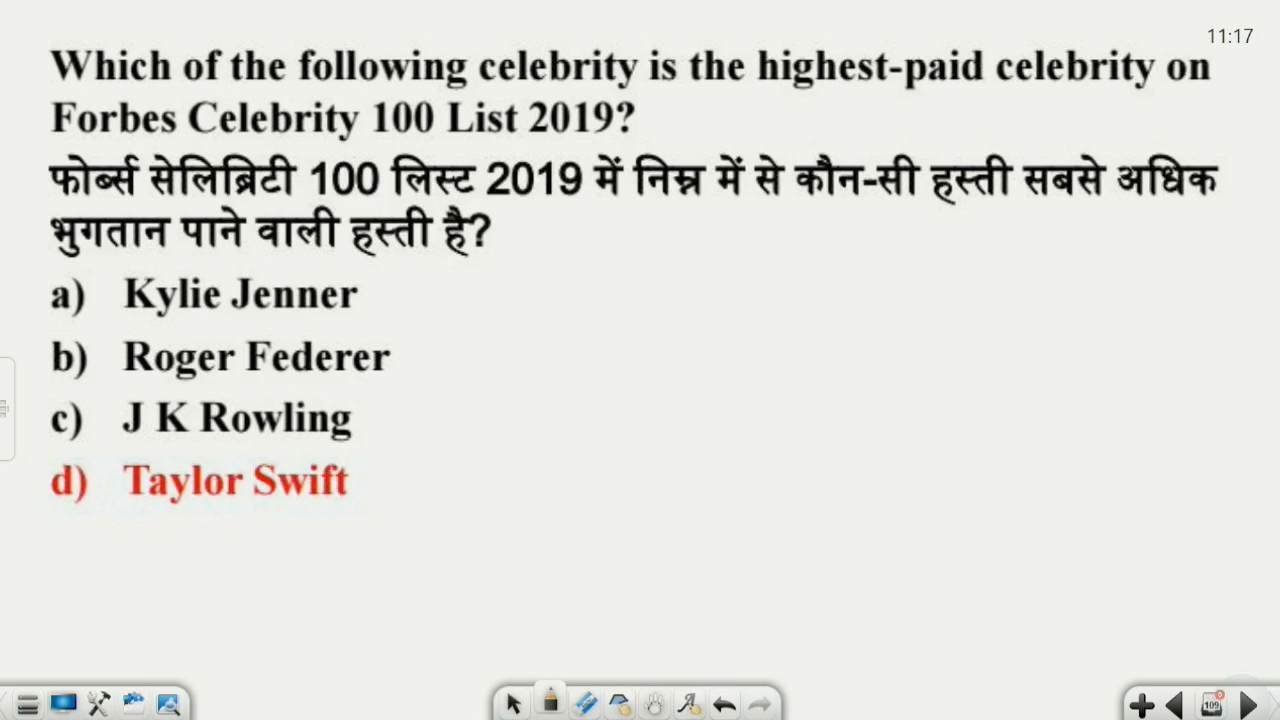 11:17
Which of the following celebrity is the highest-paid celebrity on
Forbes Celebrity 100 List 2019?
फोर्ब्स सेलिब्रिटी 100 लिस्ट 2019 में निम्न में से कौन-सी हस्ती सबसे अधिक
भुगतान पाने वाली हस्ती है?
a) Kylie Jenner
b) Roger Federer
c) J K Rowling
d) Taylor Swift
109